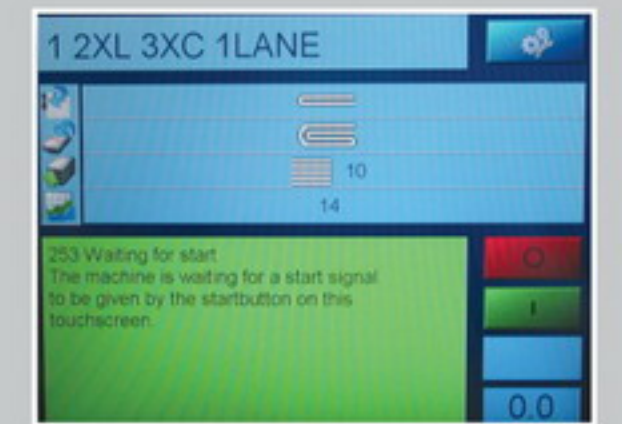 1 2XL 3XC 1LANE
10
14
253 Waiting for start
The machine is waiting for a start signal
to be given by the startbutton on this
touchscreen.
O
I
0.0